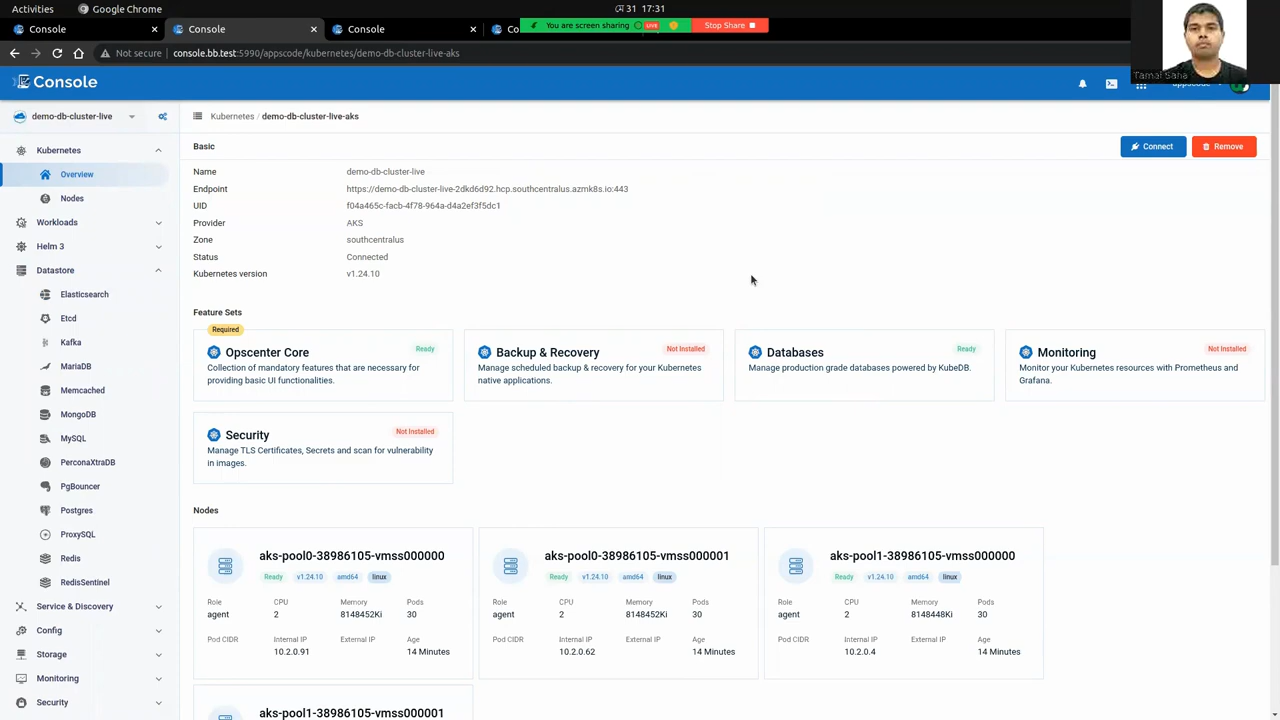 Activities
Google Chrome
31 17:31
You are screen sharing
LIVE
Stop Share
Console
Console
Console
Co
Not secure
console.bb.test:5990/appscode/kubernetes/demo-db-cluster-live-aks
Tamal Saha
Console
appscode
demo-db-cluster-live
Kubernetes / demo-db-cluster-live-aks
Kubernetes
Overview
Nodes
Workloads
Helm 3
Datastore
Elasticsearch
Etcd
Kafka
MariaDB
Memcached
MongoDB
MySQL
PerconaXtraDB
PgBouncer
Postgres
ProxySQL
Redis
RedisSentinel
Service & Discovery
Config
Storage
Monitoring
Security
Basic
Connect
Remove
Name demo-db-cluster-live
Endpoint https://demo-db-cluster-live-2dkd6d92.hcp.southcentralus.azmk8s.io:443
UID f04a465c-facb-4f78-964a-d4a2ef3f5dc1
Provider AKS
Zone southcentralus
Status Connected
Kubernetes version v1.24.10
Feature Sets
Required
Opscenter Core Ready
Collection of mandatory features that are necessary for
providing basic UI functionalities.
Backup & Recovery Not Installed
Manage scheduled backup & recovery for your Kubernetes
native applications.
Databases Ready
Manage production grade databases powered by KubeDB.
Monitoring Not Installed
Monitor your Kubernetes resources with Prometheus and
Grafana.
Security Not Installed
Manage TLS Certificates, Secrets and scan for vulnerability
in images.
Nodes
aks-pool0-38986105-vmss000000
Ready v1.24.10 amd64 linux
Role CPU Memory Pods
agent 2 8148452Ki 30
Pod CIDR Internal IP External IP Age
10.2.0.91 14 Minutes
aks-pool0-38986105-vmss000001
Ready v1.24.10 amd64 linux
Role CPU Memory Pods
agent 2 8148452Ki 30
Pod CIDR Internal IP External IP Age
10.2.0.62 14 Minutes
aks-pool1-38986105-vmss000000
Ready v1.24.10 amd64 linux
Role CPU Memory Pods
agent 2 8148448Ki 30
Pod CIDR Internal IP External IP Age
10.2.0.4 14 Minutes
aks-pool1-38986105-vmss000001